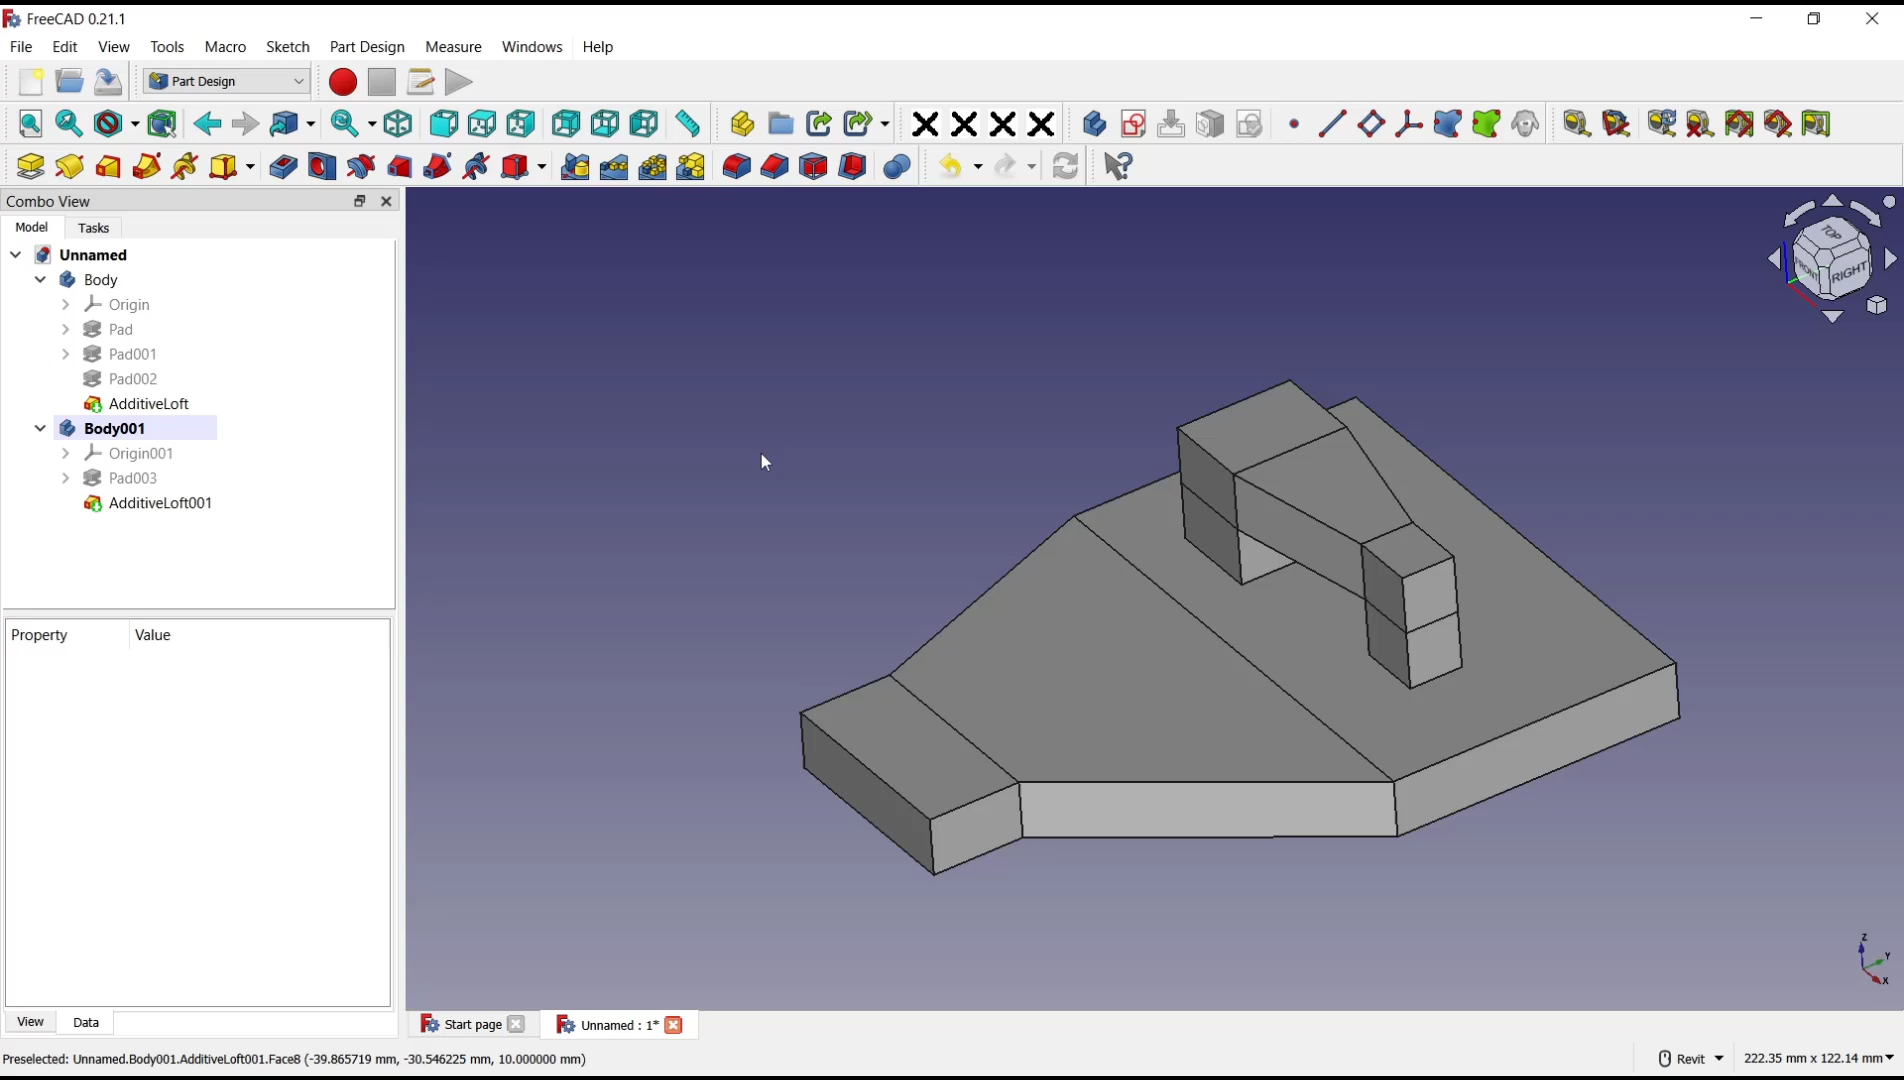 FreeCAD 0.21.1
File Edit View Tools Macro Sketch Part Design Measure Windows Help
Part Design
Combo View
Model Tasks
Unnamed
Body
Origin
Pad
Pad001
Pad002
AdditiveLoft
Body001
Origin001
Pad003
AdditiveLoft001
TOP
FRONT RIGHT
Property Value
Z
Y
X
View Data
Start page Unnamed : 1*
Preselected: Unnamed.Body001.AdditiveLoft001.Face8 (-39.865719 mm, -30.546225 mm, 10.000000 mm)
Revit 222.35 mm x 122.14 mm